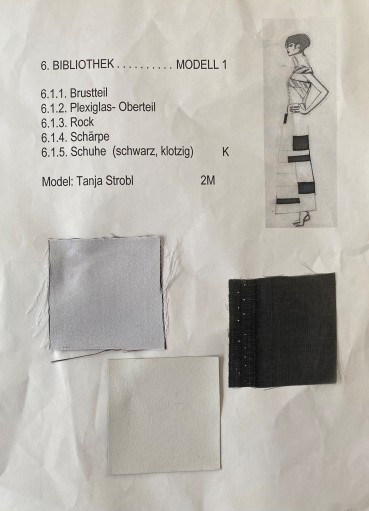 6. BIBLIOTHEK . . . . . . . . . . MODELL 1
6.1.1. Brustteil
6.1.2. Plexiglas- Oberteil
6.1.3. Rock
6.1.4. Schärpe
6.1.5. Schuhe (schwarz, klotzig) K
Model: Tanja Strobl 2M